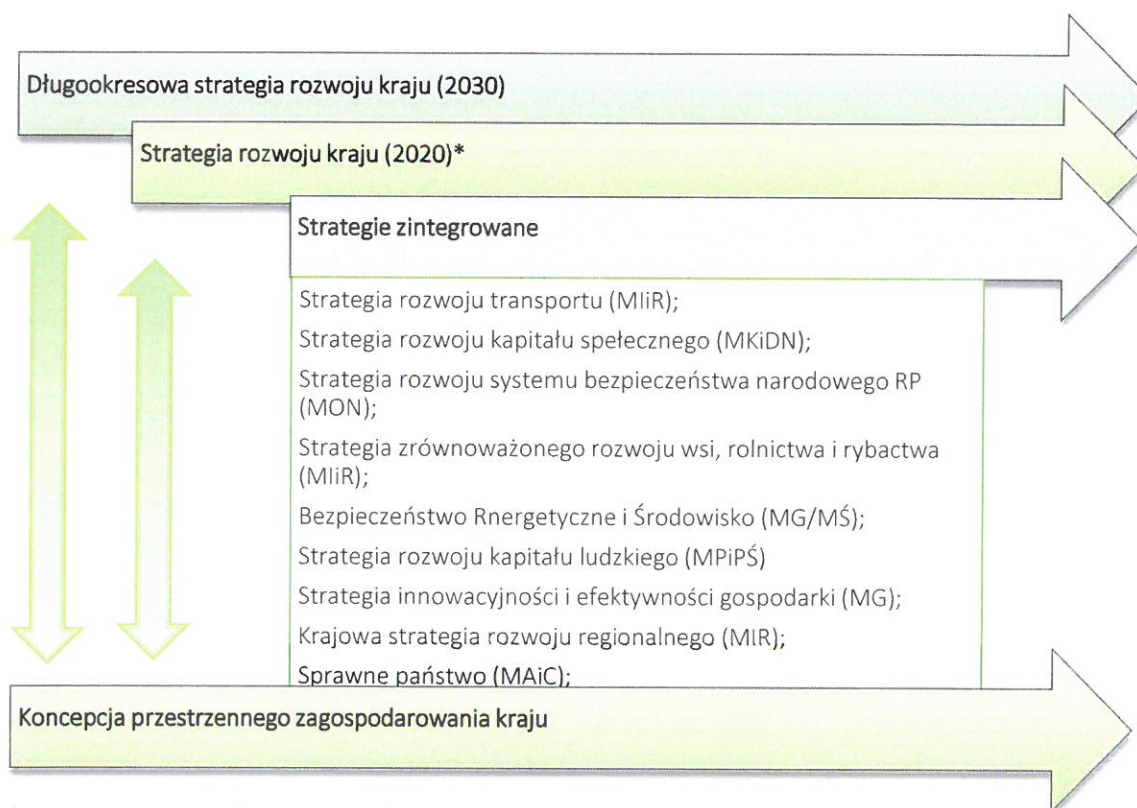 Długookresowa strategia rozwoju kraju (2030)
Strategia rozwoju kraju (2020)*
Strategie zintegrowane
Strategia rozwoju transportu (MIiR);
Strategia rozwoju kapitału spełecznego (MKiDN);
Strategia rozwoju systemu bezpieczeństwa narodowego RP
(MON);
Strategia zrównoważonego rozwoju wsi, rolnictwa i rybactwa
(MIiR);
Bezpieczeństwo Rnergetyczne i Środowisko (MG/MŚ);
Strategia rozwoju kapitału ludzkiego (MPiPŚ)
Strategia innowacyjności i efektywności gospodarki (MG);
Krajowa strategia rozwoju regionalnego (MIR);
Sprawne państwo (MAiC);
Koncepcja przestrzennego zagospodarowania kraju